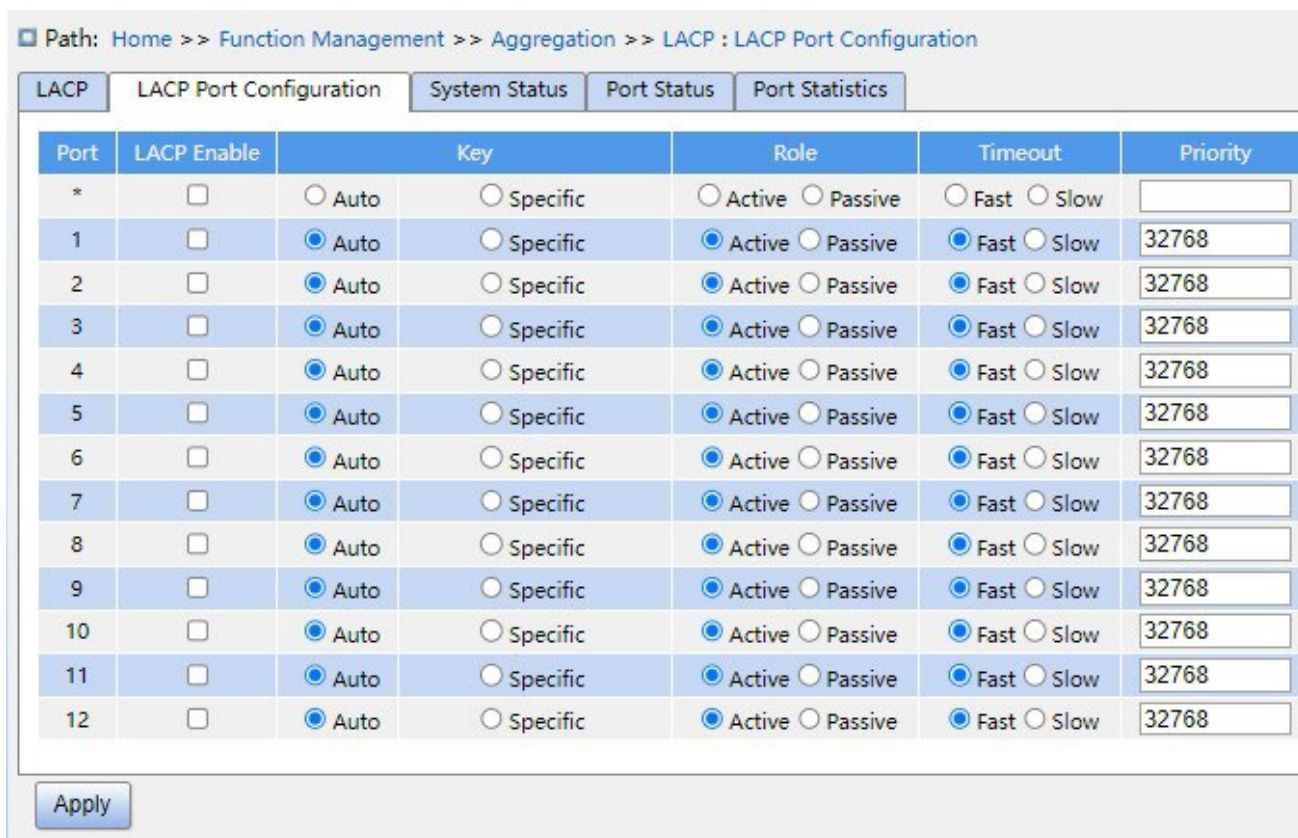 Path: Home >> Function Management >> Aggregation >> LACP : LACP Port Configuration
LACP LACP Port Configuration System Status Port Status Port Statistics
Port LACP Enable Key Role Timeout Priority
* Auto Specific Active Passive Fast Slow
1 Auto Specific Active Passive Fast Slow 32768
2 Auto Specific Active Passive Fast Slow 32768
3 Auto Specific Active Passive Fast Slow 32768
4 Auto Specific Active Passive Fast Slow 32768
5 Auto Specific Active Passive Fast Slow 32768
6 Auto Specific Active Passive Fast Slow 32768
7 Auto Specific Active Passive Fast Slow 32768
8 Auto Specific Active Passive Fast Slow 32768
9 Auto Specific Active Passive Fast Slow 32768
10 Auto Specific Active Passive Fast Slow 32768
11 Auto Specific Active Passive Fast Slow 32768
12 Auto Specific Active Passive Fast Slow 32768
Apply